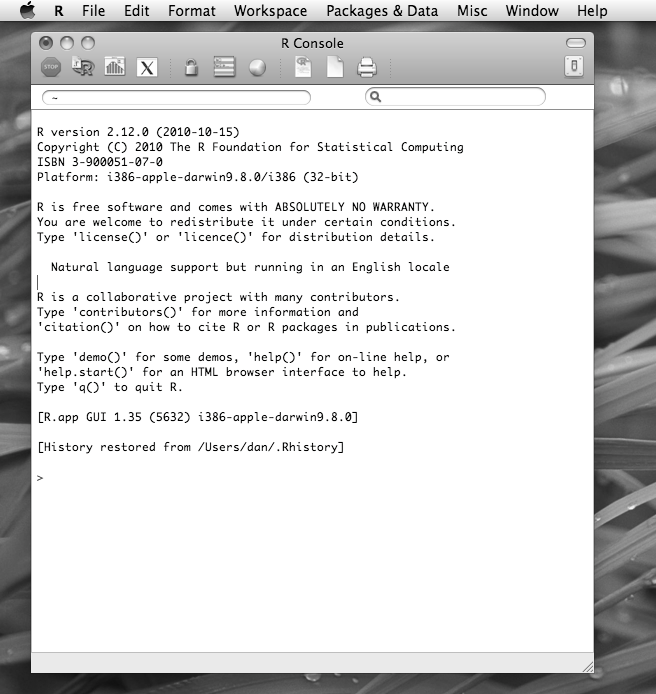 R File Edit Format Workspace Packages & Data Misc Window Help
R Console
STOP R X R
~
R version 2.12.0 (2010-10-15)
Copyright (C) 2010 The R Foundation for Statistical Computing
ISBN 3-900051-07-0
Platform: i386-apple-darwin9.8.0/i386 (32-bit)
R is free software and comes with ABSOLUTELY NO WARRANTY.
You are welcome to redistribute it under certain conditions.
Type 'license()' or 'licence()' for distribution details.
Natural language support but running in an English locale
R is a collaborative project with many contributors.
Type 'contributors()' for more information and
'citation()' on how to cite R or R packages in publications.
Type 'demo()' for some demos, 'help()' for on-line help, or
'help.start()' for an HTML browser interface to help.
Type 'q()' to quit R.
[R.app GUI 1.35 (5632) i386-apple-darwin9.8.0]
[History restored from /Users/dan/.Rhistory]
>